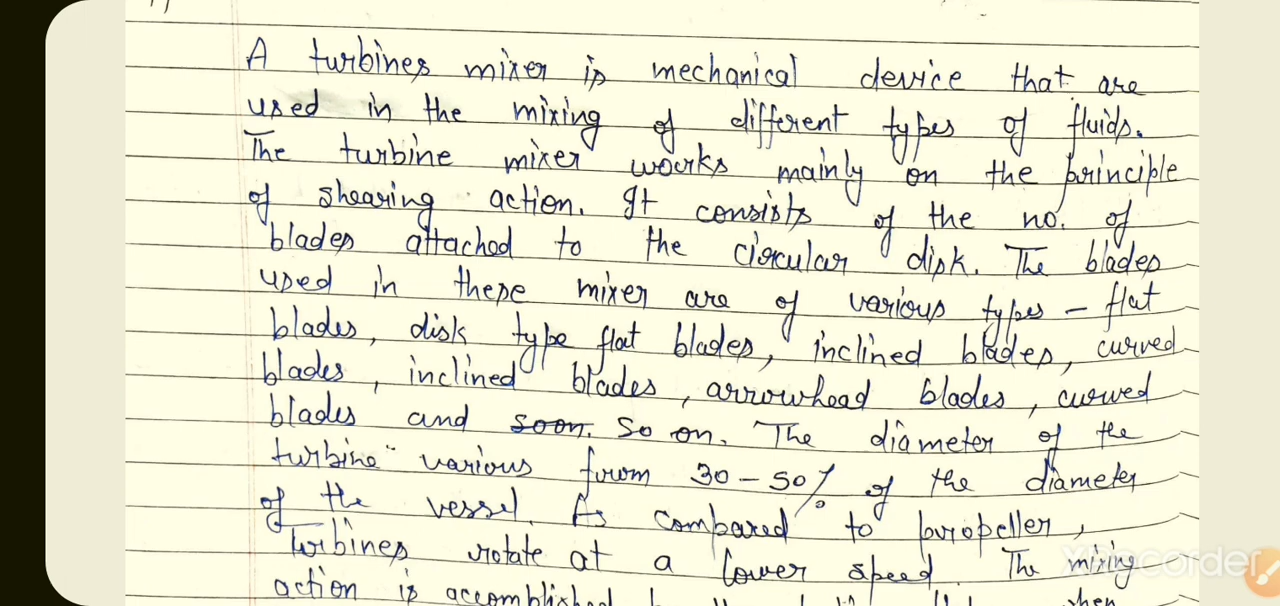 A turbines mixer is mechanical device that are
used in the mixing of different types of fluids.
The turbine mixer works mainly on the principle
of shearing action. It consists of the no. of
blades attached to the circular disk. The blades
used in these mixer are of various types - flat
blades, disk type flat blades, inclined blades, curved
blades, inclined blades, arrowhead blades, curved
blades and soon. So on. The diameter of the
turbine various from 30-50% of the diameter
of the vessel. As compared to propeller,
Turbines rotate at a lower speed. The mixing
action is accomplished
when
Recorder